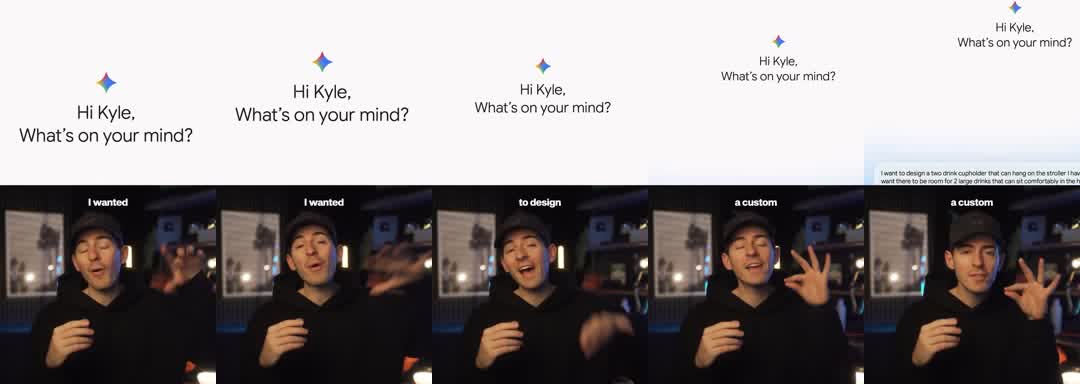 Hi Kyle,
What's on your mind?
Hi Kyle,
What's on your mind?
Hi Kyle,
What's on your mind?
Hi Kyle,
What's on your mind?
Hi Kyle,
What's on your mind?
I want to design a two drink cupholder that can hang on the stroller I hav
want there to be room for 2 large drinks that can sit comfortably in the h
I wanted
I wanted
to design
a custom
a custom